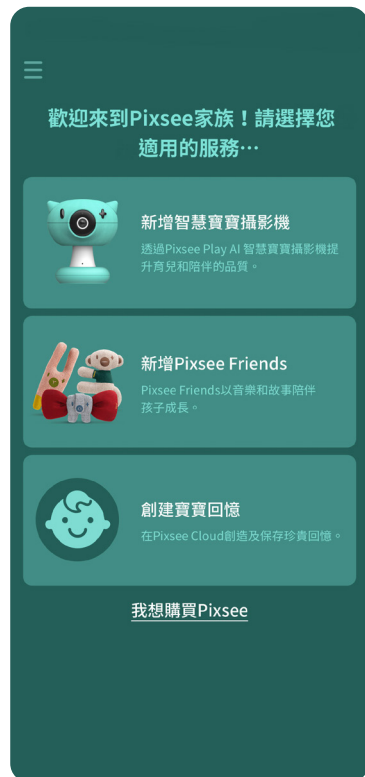 歡迎來到Pixsee家族！請選擇您
適用的服務⋯
新增智慧寶寶攝影機
透過Pixsee Play AI 智慧寶寶攝影機提
升育兒和陪伴的品質。
新增Pixsee Friends
Pixsee Friends以音樂和故事陪伴
孩子成長。
創建寶寶回憶
在Pixsee Cloud創造及保存珍貴回憶。
我想購買Pixsee